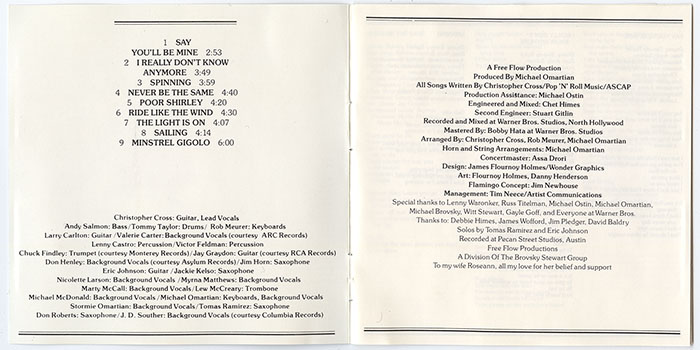 1 SAY
YOU'LL BE MINE 2:53
2 I REALLY DON'T KNOW
ANYMORE 3:49
3 SPINNING 3:59
4 NEVER BE THE SAME 4:40
5 POOR SHIRLEY 4:20
6 RIDE LIKE THE WIND 4:30
7 THE LIGHT IS ON 4:07
8 SAILING 4:14
9 MINSTREL GIGOLO 6:00
Christopher Cross: Guitar, Lead Vocals
Andy Salmon: Bass/Tommy Taylor: Drums/ Rob Meurer: Keyboards
Larry Carlton: Guitar/Valerie Carter: Background Vocals (courtesy ARC Records)
Lenny Castro: Percussion/Victor Feldman: Percussion
Chuck Findley: Trumpet (courtesy Monterey Records)/Jay Graydon: Guitar (courtesy RCA Records)
Don Henley: Background Vocals (courtesy Asylum Records)/Jim Horn: Saxophone
Eric Johnson: Guitar /Jackie Kelso: Saxophone
Nicolette Larson: Background Vocals /Myrna Matthews: Background Vocals
Marty McCall: Background Vocals/Lew McCreary: Trombone
Michael McDonald: Background Vocals/Michael Omartian: Keyboards, Background Vocals
Stormie Omartian: Background Vocals/Tomas Ramirez: Saxophone
Don Roberts: Saxophone/J. D. Souther: Background Vocals (courtesy Columbia Records)
A Free Flow Production
Produced By Michael Omartian
All Songs Written By Christopher Cross/Pop 'N' Roll Music/ASCAP
Production Assistance: Michael Ostin
Engineered and Mixed: Chet Himes
Second Engineer: Stuart Gitlin
Recorded and Mixed at Warner Bros. Studios, North Hollywood
Mastered By: Bobby Hata at Warner Bros. Studios
Arranged By: Christopher Cross, Rob Meurer, Michael Omartian
Horn and String Arrangements: Michael Omartian
Concertmaster: Assa Drori
Design: James Flournoy Holmes/Wonder Graphics
Art: Flournoy Holmes, Danny Henderson
Flamingo Concept: Jim Newhouse
Management: Tim Neece/Artist Communications
Special thanks to Lenny Waronker, Russ Titelman, Michael Ostin, Michael Omartian,
Michael Brovsky, Witt Stewart, Gayle Goff, and Everyone at Warner Bros.
Thanks to: Debbie Himes, James Wolford, Jim Pledger, David Baldry
Solos by Tomas Ramirez and Eric Johnson
Recorded at Pecan Street Studios, Austin
Free Flow Productions
A Division Of The Brovsky Stewart Group
To my wife Roseann, all my love for her belief and support